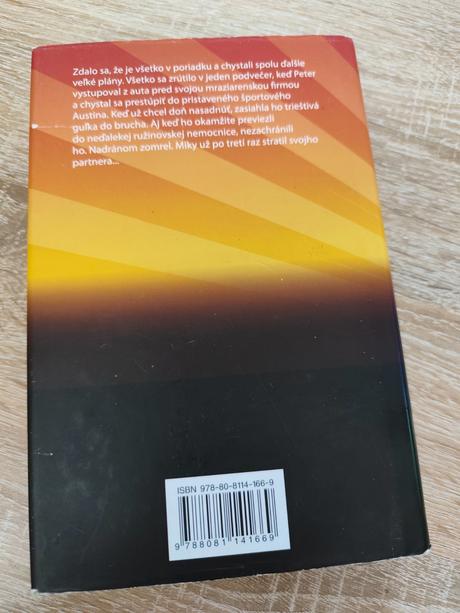 Zdalo sa, že je všetko v poriadku a chystali spolu ďalšie
veľké plány. Všetko sa zrútilo v jeden podvečer, keď Peter
vystupoval z auta pred svojou mraziarenskou firmou
a chystal sa prestúpiť do pristaveného športového
Austina. Keď už chcel doň nasadnúť, zasiahla ho trieštivá
guľka do brucha. Aj keď ho okamžite previezli
do neďalekej ružinovskej nemocnice, nezachránili
ho. Nadránom zomrel. Miky už po tretí raz stratil svojho
partnera...
ISBN 978-80-8114-166-9
9 788081 141669